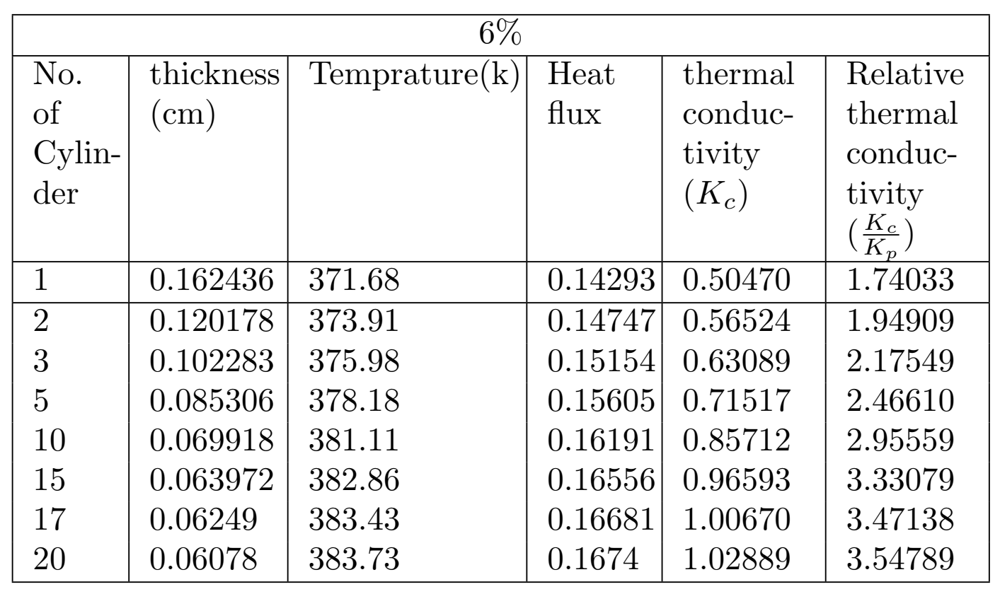 6%
No. of Cylin-der | thickness (cm) | Temprature(k) | Heat flux | thermal conduc-tivity (K_c) | Relative thermal conduc-tivity (K_c/K_p)
1 | 0.162436 | 371.68 | 0.14293 | 0.50470 | 1.74033
2 | 0.120178 | 373.91 | 0.14747 | 0.56524 | 1.94909
3 | 0.102283 | 375.98 | 0.15154 | 0.63089 | 2.17549
5 | 0.085306 | 378.18 | 0.15605 | 0.71517 | 2.46610
10 | 0.069918 | 381.11 | 0.16191 | 0.85712 | 2.95559
15 | 0.063972 | 382.86 | 0.16556 | 0.96593 | 3.33079
17 | 0.06249 | 383.43 | 0.16681 | 1.00670 | 3.47138
20 | 0.06078 | 383.73 | 0.1674 | 1.02889 | 3.54789